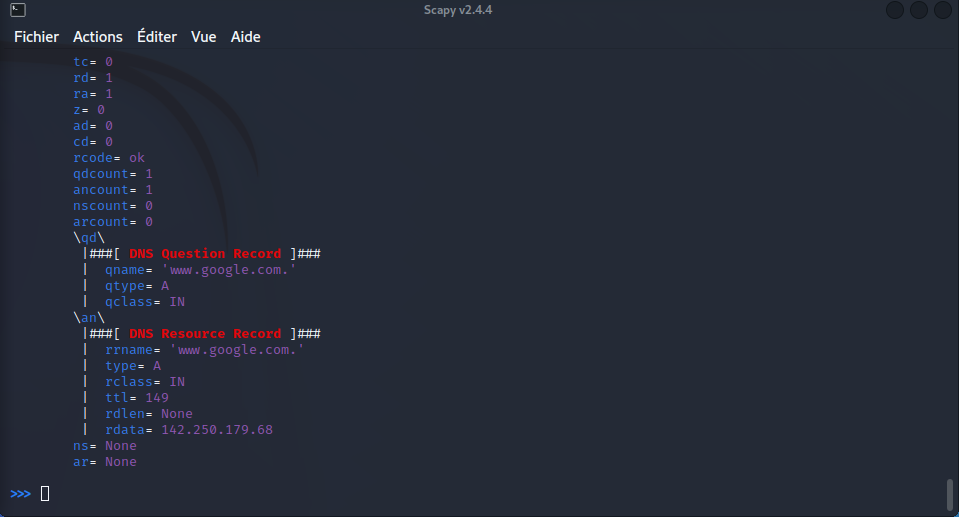 Scapy v2.4.4
Fichier Actions Éditer Vue Aide
tc= 0
rd= 1
ra= 1
z= 0
ad= 0
cd= 0
rcode= ok
qdcount= 1
ancount= 1
nscount= 0
arcount= 0
\qd\
|###[ DNS Question Record ]###
| qname= 'www.google.com.'
| qtype= A
| qclass= IN
\an\
|###[ DNS Resource Record ]###
| rrname= 'www.google.com.'
| type= A
| rclass= IN
| ttl= 149
| rdlen= None
| rdata= 142.250.179.68
ns= None
ar= None
>>>